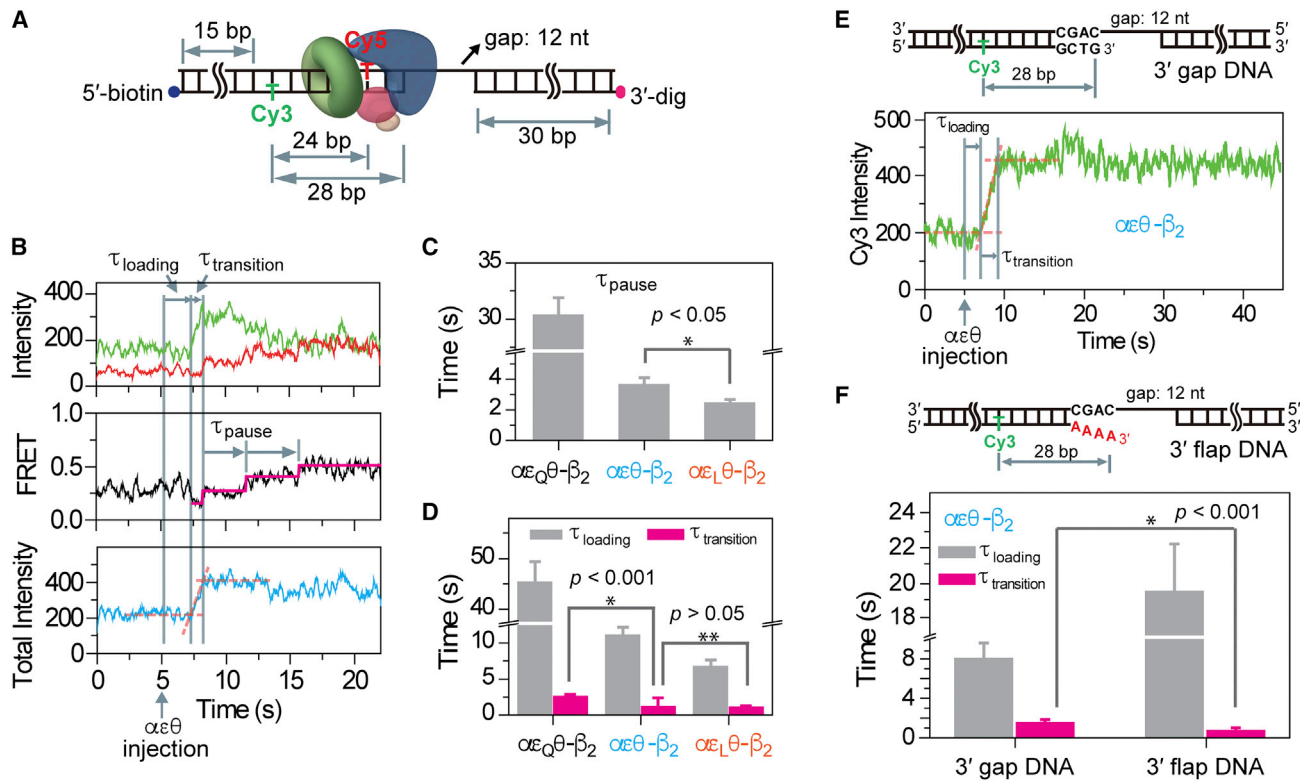 A
15 bp
Cy5
gap: 12 nt
5′-biotin
Cy3
3′-dig
24 bp
28 bp
30 bp
B
τloading
τtransition
400
200
0
Intensity
1.0
0.5
0.0
FRET
τpause
400
200
0
Total Intensity
0 5 10 15 20
Time (s)
αεθ
injection
C
35
30
4
2
0
Time (s)
τpause
p < 0.05
*
αεQθ-β2 αεθ-β2 αεLθ-β2
D
τloading τtransition
50
40
10
5
0
Time (s)
p < 0.001
*
p > 0.05
**
αεQθ-β2 αεθ-β2 αεLθ-β2
E
gap: 12 nt
3′ CGAC 5′
5′ GCTG 3′ 3′
Cy3
28 bp
3′ gap DNA
500
400
200
0
Cy3 Intensity
τloading
αεθ-β2
τtransition
0 10 20 30 40
Time (s)
αεθ
injection
F
gap: 12 nt
3′ CGAC 5′
5′ AAAA 3′ 3′
Cy3
28 bp
3′ flap DNA
22
20
18
8
6
4
2
0
Time (s)
αεθ-β2
τloading
τtransition
* p < 0.001
3′ gap DNA 3′ flap DNA